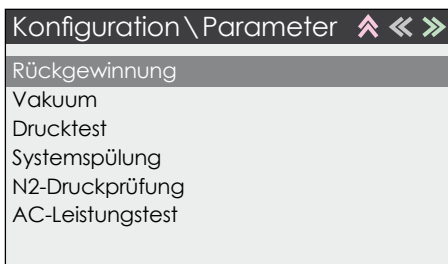 Konfiguration\Parameter
Rückgewinnung
Vakuum
Drucktest
Systemspülung
N2-Druckprüfung
AC-Leistungstest